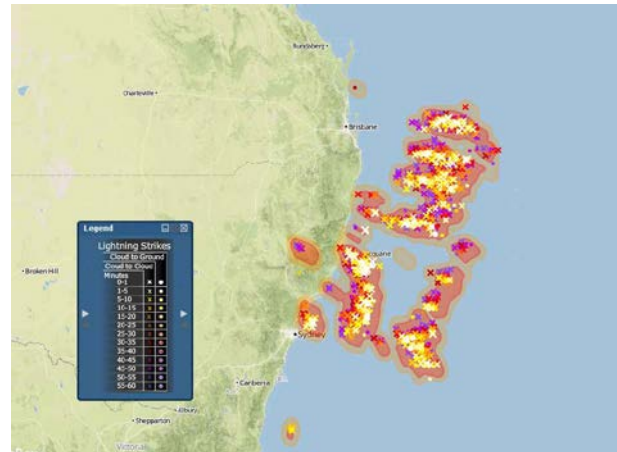 Bundaberg
Charleville
Brisbane
Legend
Lightning Strikes
Cloud to Ground
Cloud to Cloud
Minutes
0-1
1-5
5-10
10-15
15-20
20-25
25-30
30-35
35-40
40-45
45-50
50-55
55-60
Broken Hill
quarie
Sydney
Canberra
Albury
Shepparton
Victoria